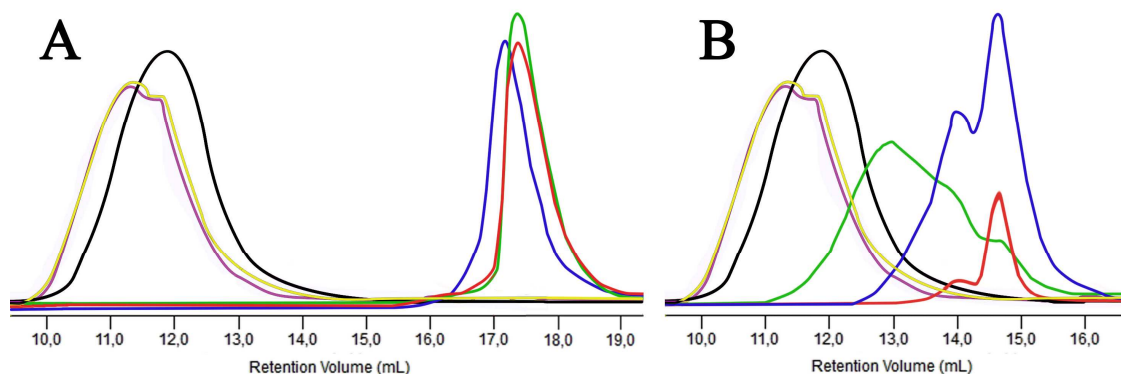 A
B
10,0 11,0 12,0 13,0 14,0 15,0 16,0 17,0 18,0 19,0
10,0 11,0 12,0 13,0 14,0 15,0 16,0
Retention Volume (mL)
Retention Volume (mL)